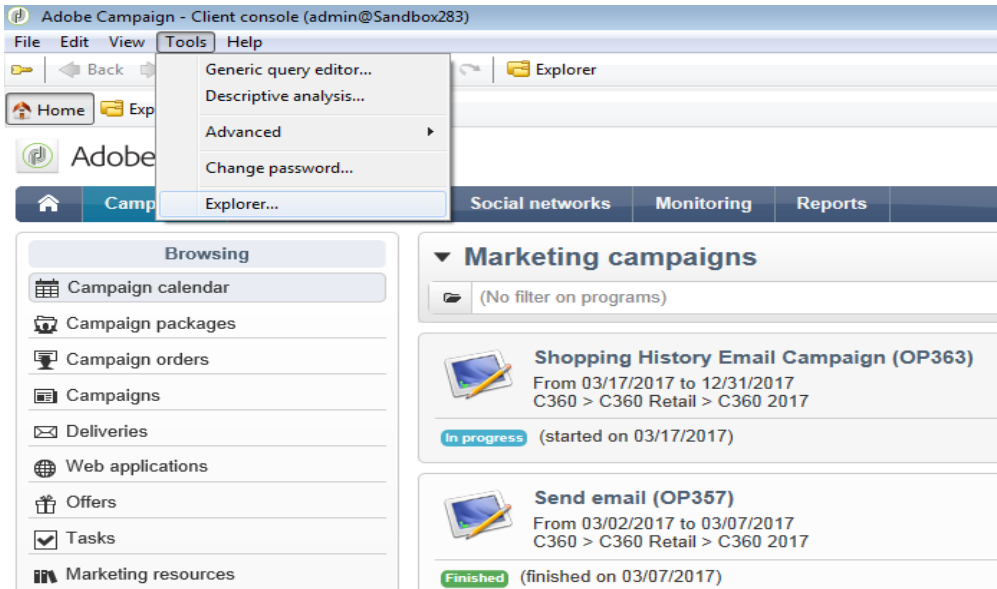 Adobe Campaign - Client console (admin@Sandbox283)
File Edit View Tools Help
Back Explorer
Generic query editor...
Descriptive analysis...
Advanced
Change password...
Explorer...
Home Exp
Adobe
Camp Social networks Monitoring Reports
Browsing
Campaign calendar
Campaign packages
Campaign orders
Campaigns
Deliveries
Web applications
Offers
Tasks
Marketing resources
Marketing campaigns
(No filter on programs)
Shopping History Email Campaign (OP363)
From 03/17/2017 to 12/31/2017
C360 > C360 Retail > C360 2017
In progress (started on 03/17/2017)
Send email (OP357)
From 03/02/2017 to 03/07/2017
C360 > C360 Retail > C360 2017
Finished (finished on 03/07/2017)